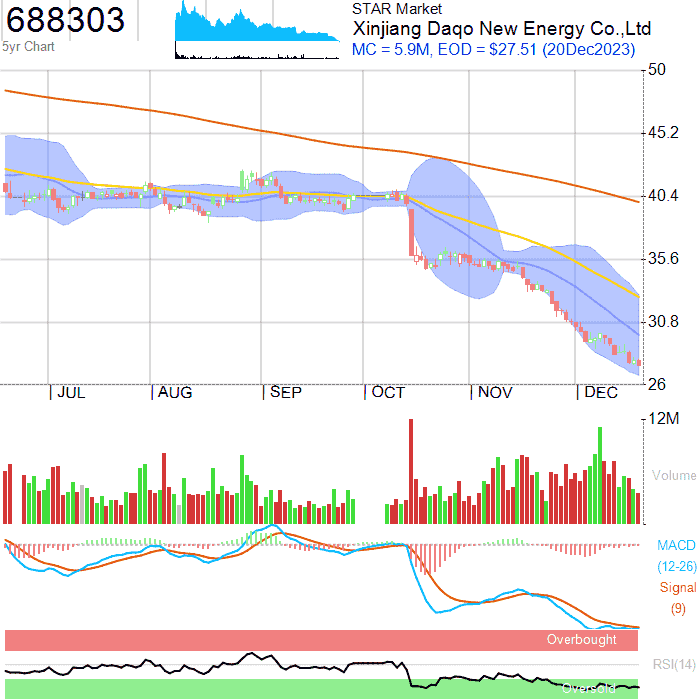 688303
5yr Chart
STAR Market
Xinjiang Daqo New Energy Co.,Ltd
MC = 5.9M, EOD = $27.51 (20Dec2023)
50
45.2
40.4
35.6
30.8
26
JUL AUG SEP OCT NOV DEC
12M
Volume
MACD
(12-26)
Signal
(9)
Overbought
RSI(14)
Oversold